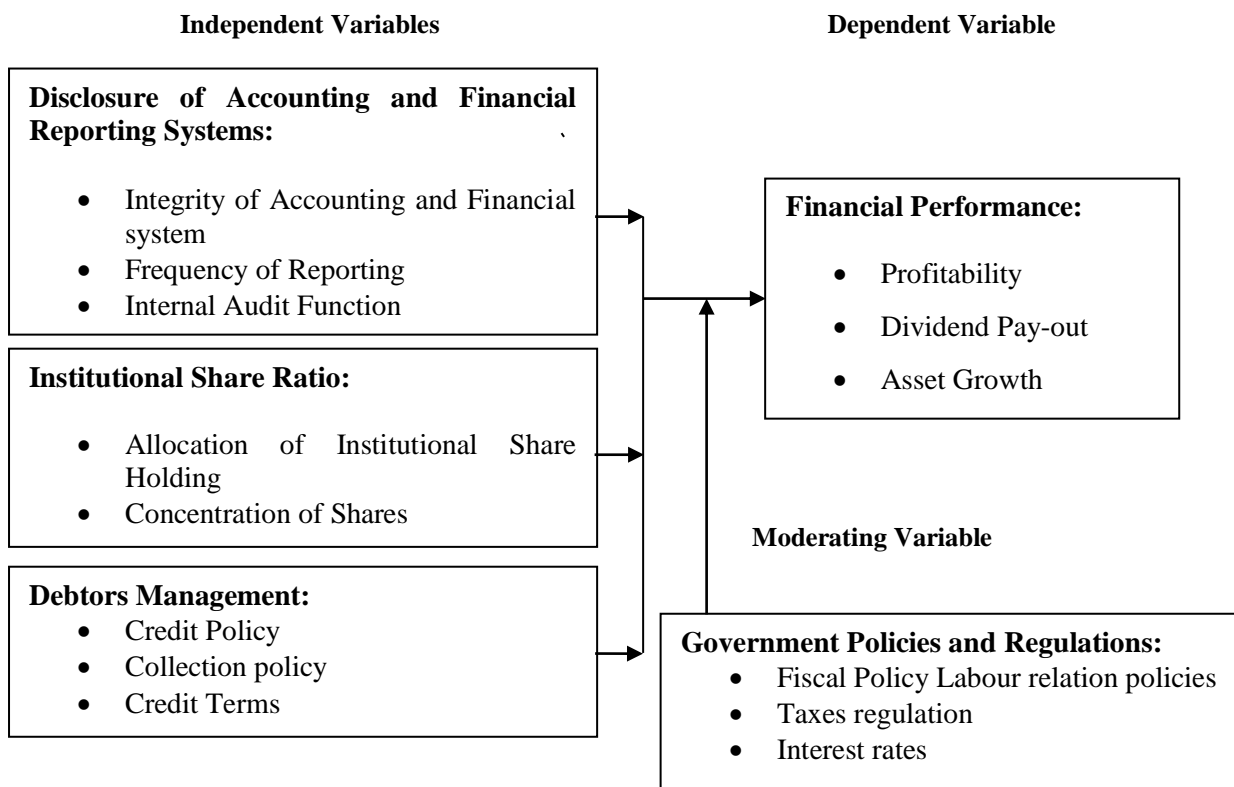 Independent Variables
Dependent Variable
Disclosure of Accounting and Financial
Reporting Systems:
• Integrity of Accounting and Financial
system
• Frequency of Reporting
• Internal Audit Function
Institutional Share Ratio:
• Allocation of Institutional Share
Holding
• Concentration of Shares
Debtors Management:
• Credit Policy
• Collection policy
• Credit Terms
Financial Performance:
• Profitability
• Dividend Pay-out
• Asset Growth
Moderating Variable
Government Policies and Regulations:
• Fiscal Policy Labour relation policies
• Taxes regulation
• Interest rates